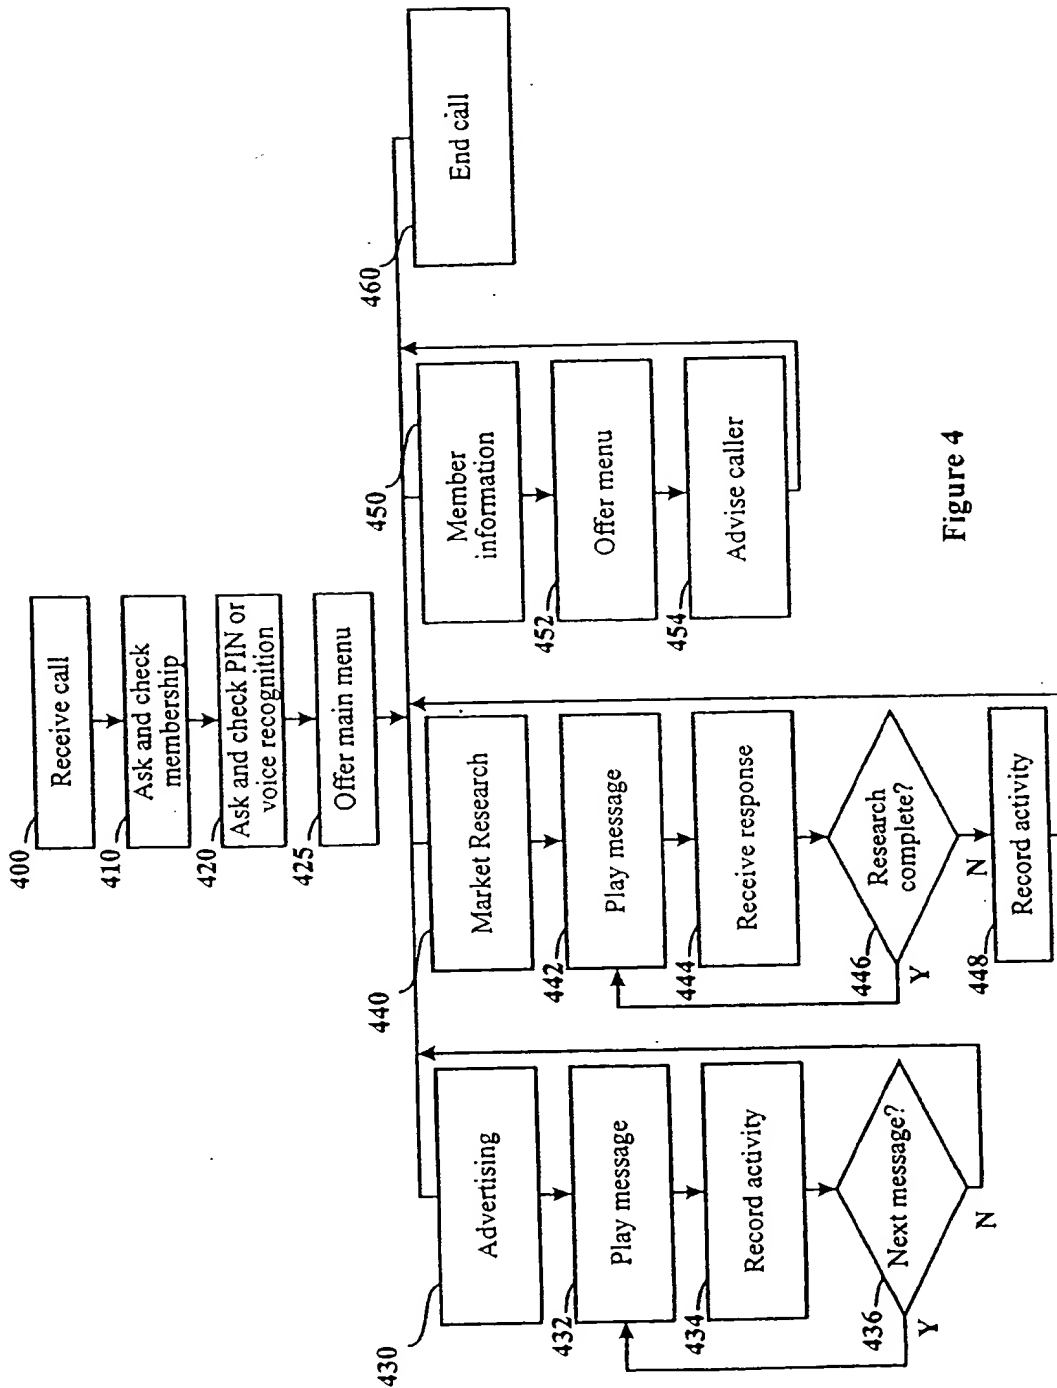 400
Receive call
410
Ask and check
membership
420
Ask and check PIN or
voice recognition
425
Offer main menu
430
Advertising
432
Play message
434
Record activity
436
Next message?
Y
N
440
Market Research
442
Play message
444
Receive response
446
Research
complete?
Y
N
448
Record activity
450
Member
information
452
Offer menu
454
Advise caller
460
End call
Figure 4